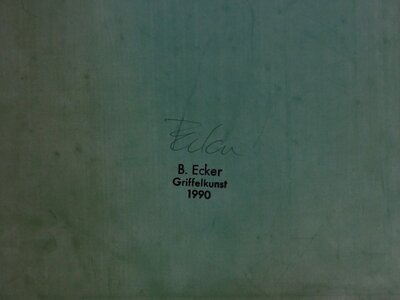 Ecker
B. Ecker
Griffelkunst
1990